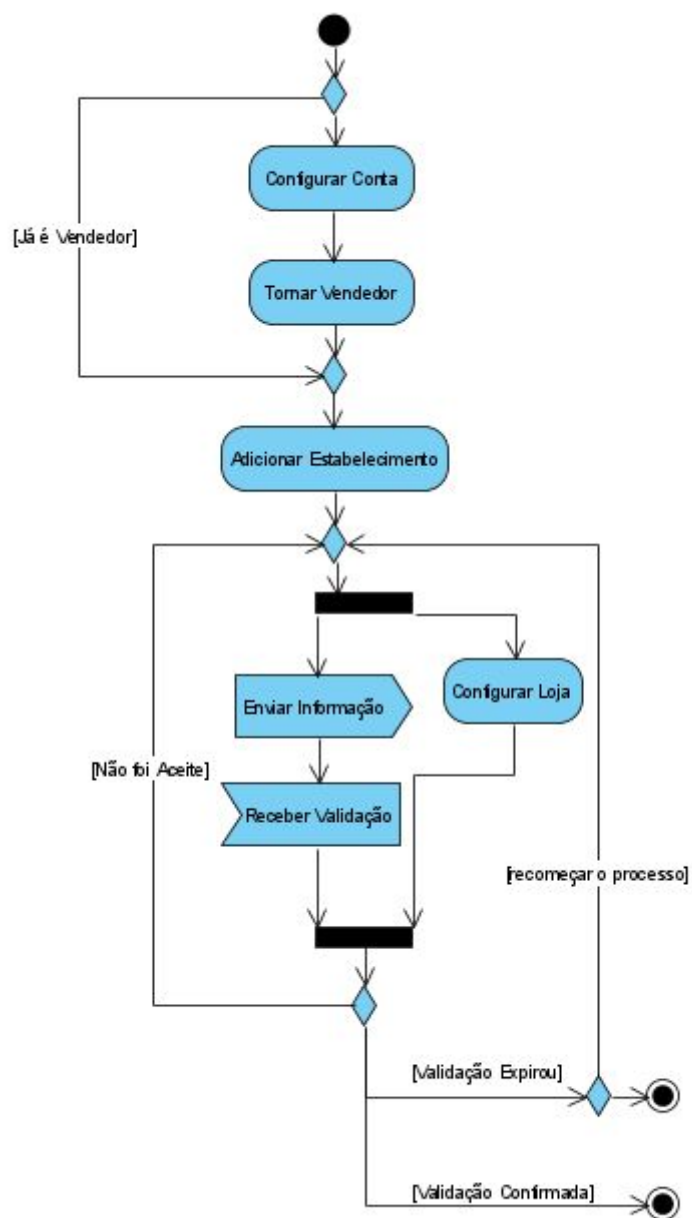 Configurar Conta
[Já é Vendedor]
Tornar Vendedor
Adicionar Estabelecimento
Configurar Loja
Enviar Informação
[Não foi Aceite]
Receber Validação
[recomeçar o processo]
[Validação Expirou]
[Validação Confirmada]